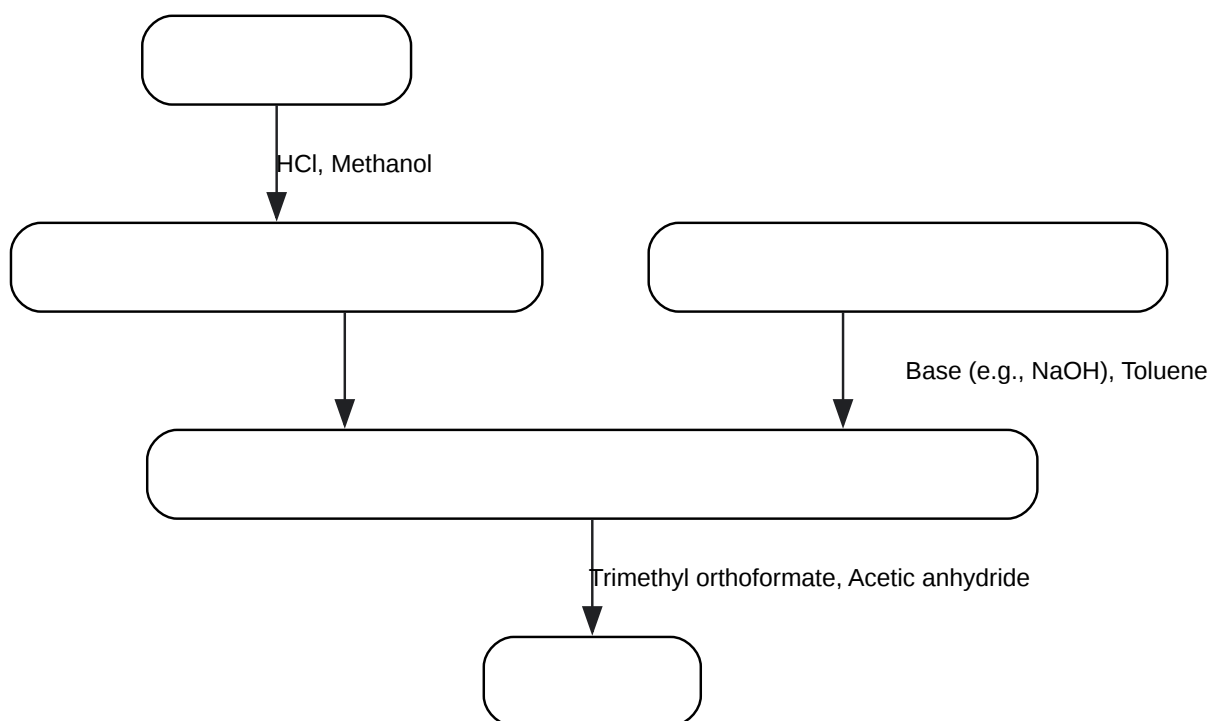 HCl, Methanol
Base (e.g., NaOH), Toluene
Trimethyl orthoformate, Acetic anhydride